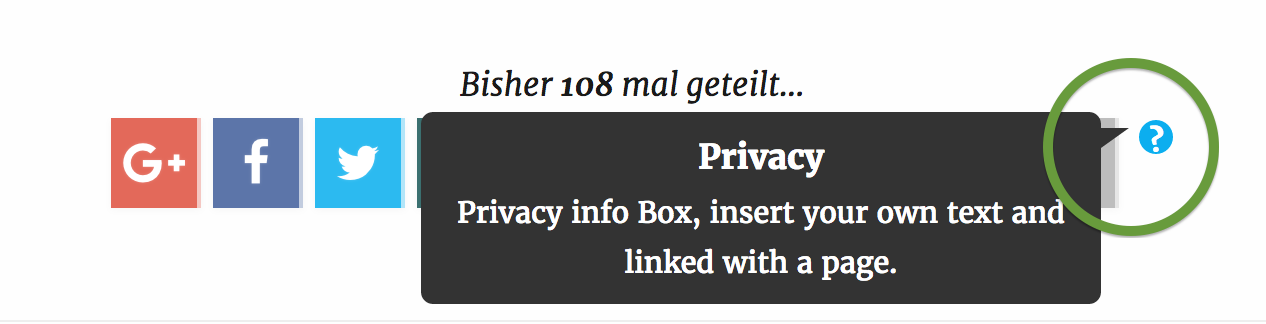 Bisher 108 mal geteilt...
G+ f
?
Privacy
Privacy info Box, insert your own text and
linked with a page.